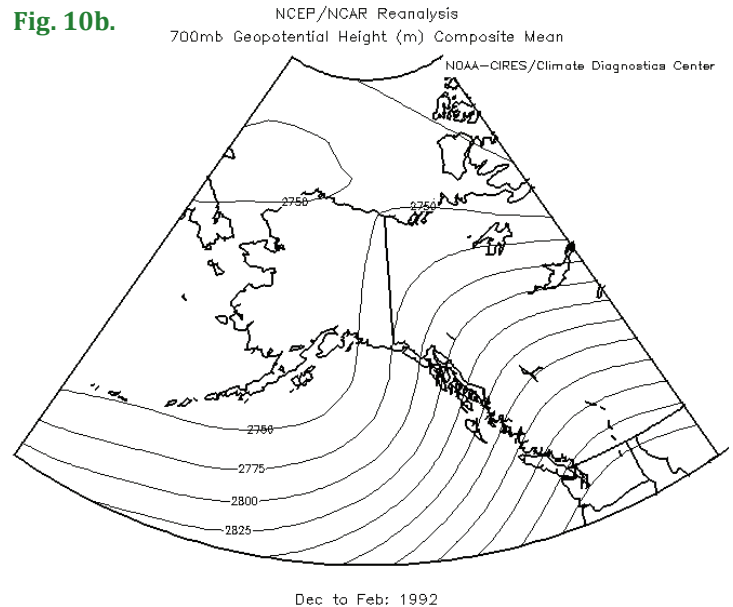 Fig. 10b.
NCEP/NCAR Reanalysis
700mb Geopotential Height (m) Composite Mean
NOAA-CIRES/Climate Diagnostics Center
2750
2750
2750
2775
2800
2825
Dec to Feb: 1992